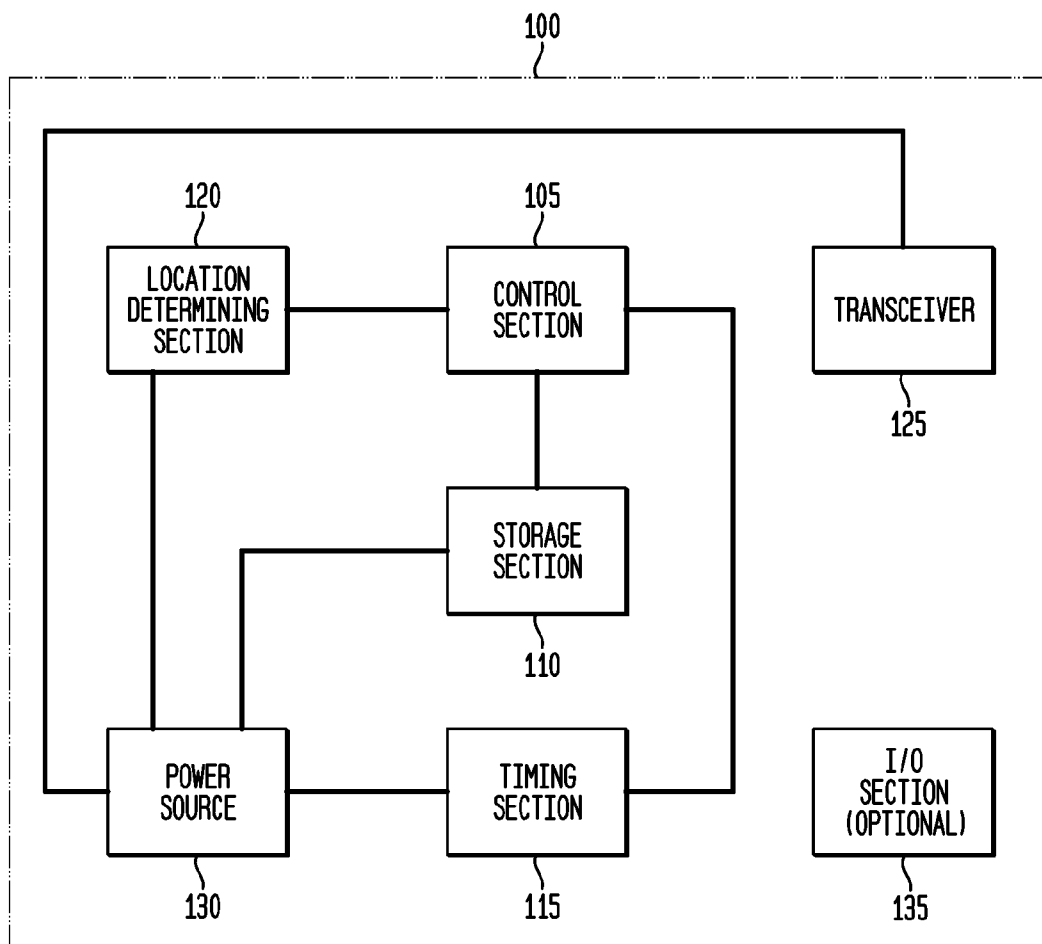 100
120
105
LOCATION
DETERMINING
SECTION
CONTROL
SECTION
TRANSCEIVER
125
STORAGE
SECTION
110
POWER
SOURCE
TIMING
SECTION
I/O
SECTION
(OPTIONAL)
130
115
135